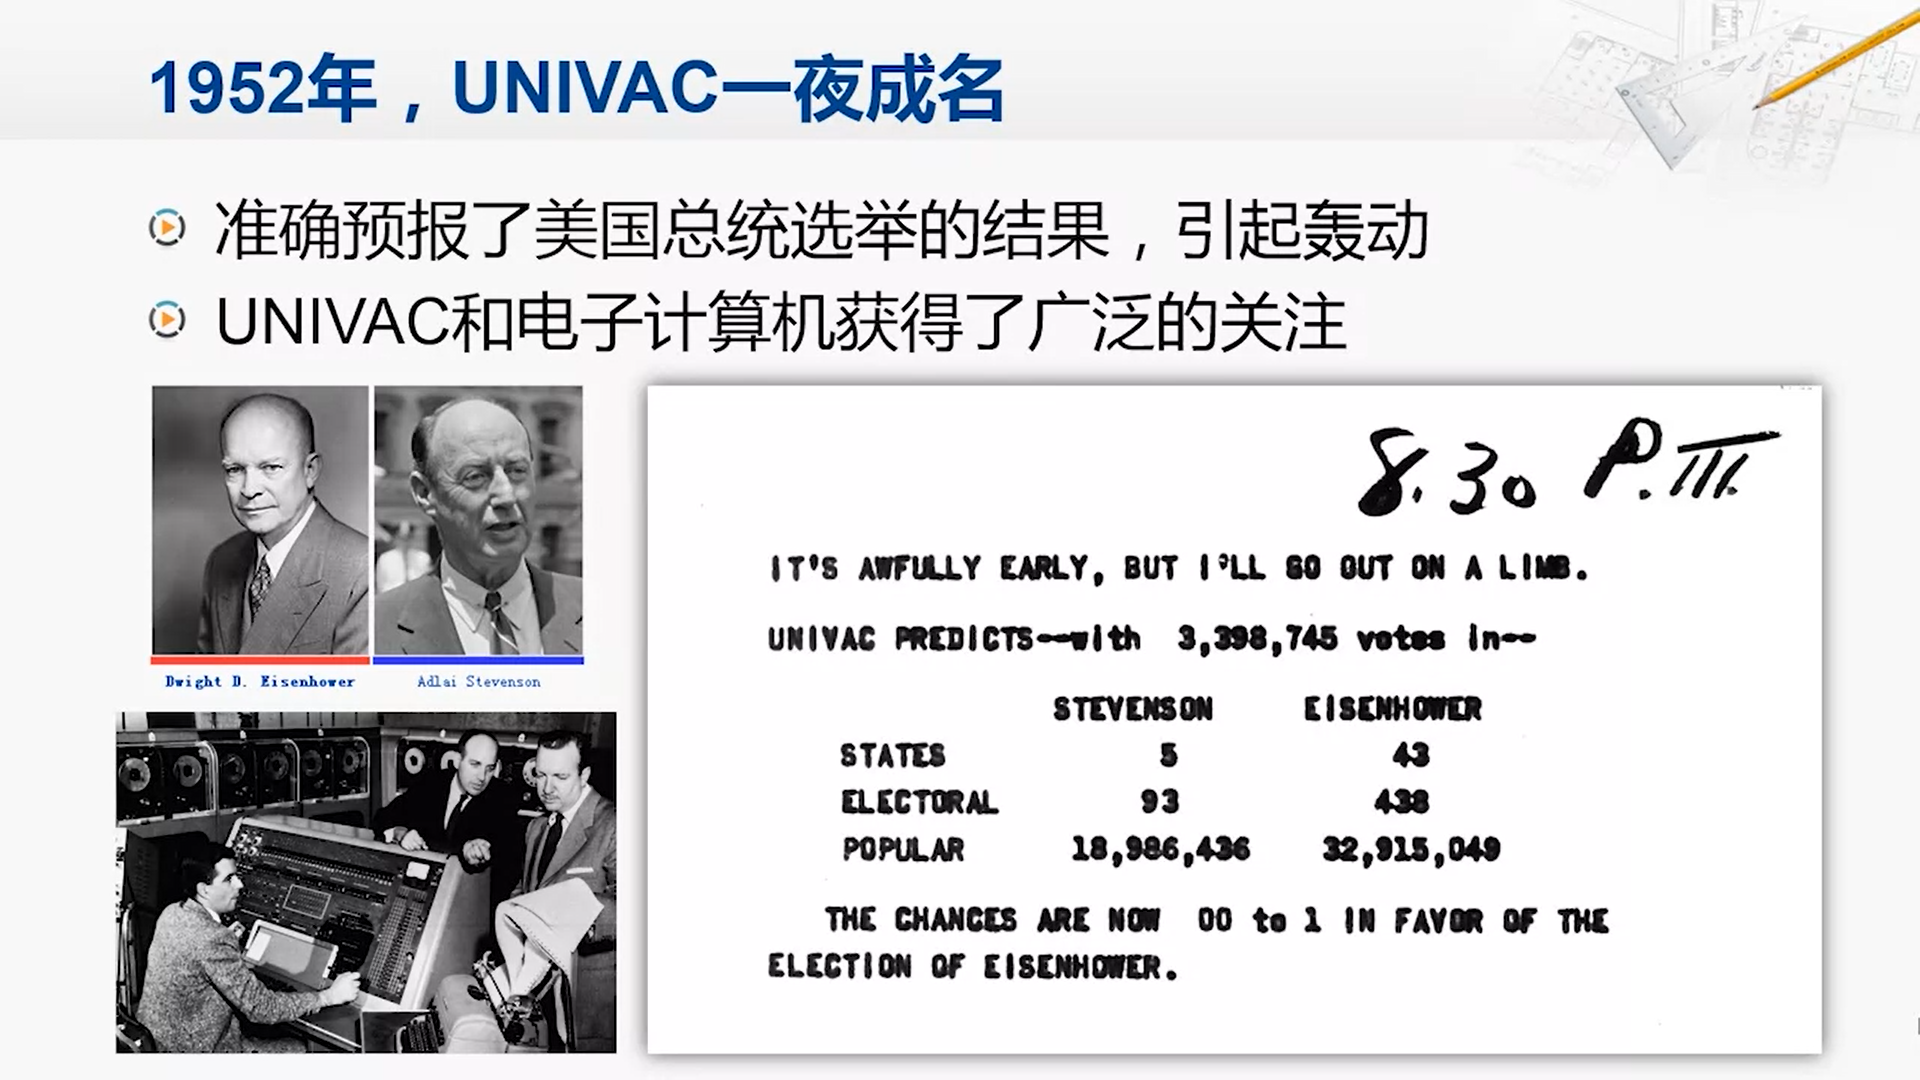 1952年，UNIVAC一夜成名
准确预报了美国总统选举的结果，引起轰动
UNIVAC和电子计算机获得了广泛的关注
Dwight D. Eisenhower
Adlai Stevenson
8.30 P.M.
IT'S AWFULLY EARLY, BUT I'LL GO OUT ON A LIMB.
UNIVAC PREDICTS--with 3,398,745 votes in--
STEVENSON EISENHOWER
STATES 5 43
ELECTORAL 93 438
POPULAR 18,986,436 32,915,049
THE CHANCES ARE NOW 00 to 1 IN FAVOR OF THE
ELECTION OF EISENHOWER.